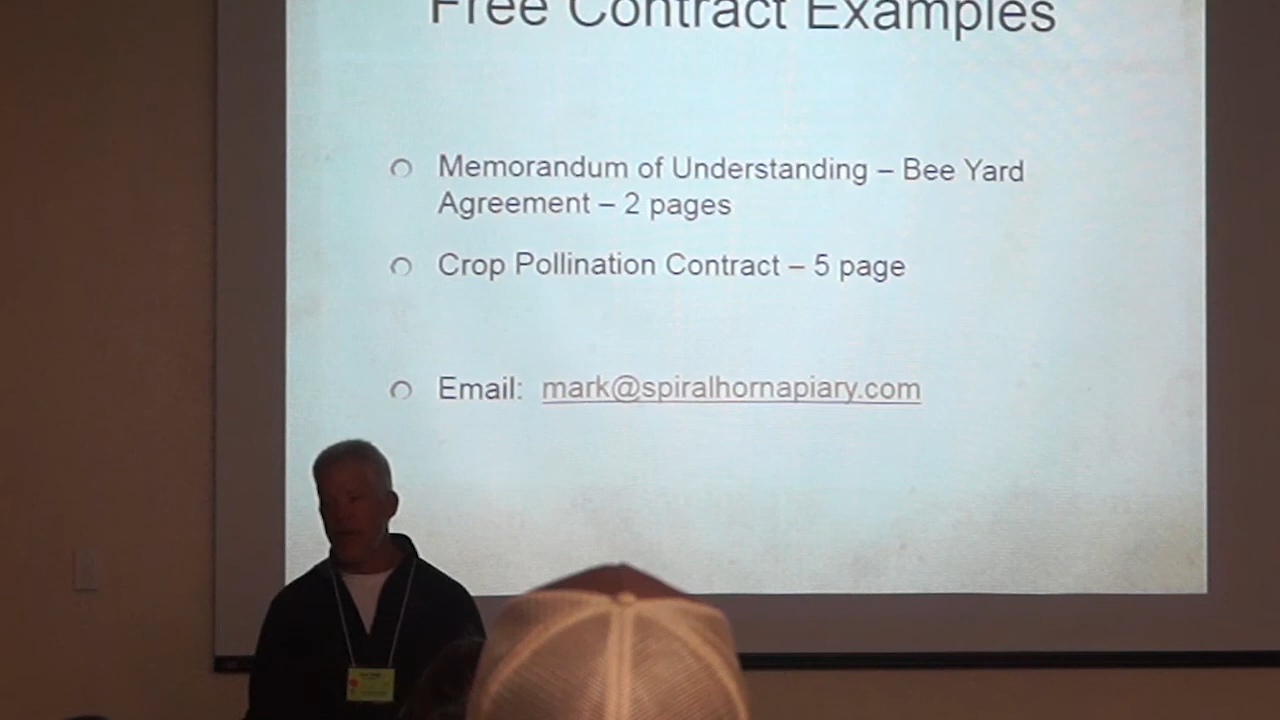 Free Contract Examples
Memorandum of Understanding – Bee Yard
Agreement – 2 pages
Crop Pollination Contract – 5 page
Email: mark@spiralhornapiary.com